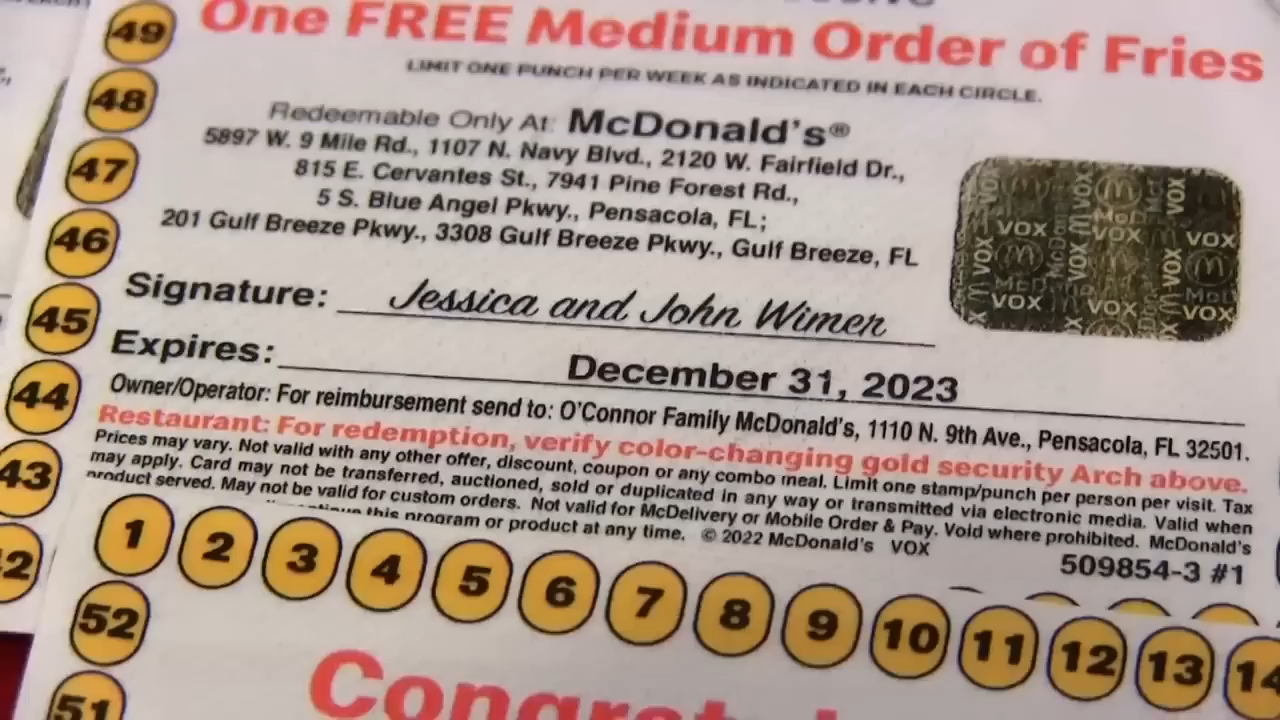 One FREE Medium Order of Fries
LIMIT ONE PUNCH PER WEEK AS INDICATED IN EACH CIRCLE.
Redeemable Only At: McDonald's®
5897 W. 9 Mile Rd., 1107 N. Navy Blvd., 2120 W. Fairfield Dr.,
815 E. Cervantes St., 7941 Pine Forest Rd.,
5 S. Blue Angel Pkwy., Pensacola, FL;
201 Gulf Breeze Pkwy., 3308 Gulf Breeze Pkwy., Gulf Breeze, FL
VOX
VOX VOX VOX
VOX VOX
VOX VOX VOX
Signature: Jessica and John Wimer
Expires: December 31, 2023
Owner/Operator: For reimbursement send to: O'Connor Family McDonald's, 1110 N. 9th Ave., Pensacola, FL 32501.
Restaurant: For redemption, verify color-changing gold security Arch above.
Prices may vary. Not valid with any other offer, discount, coupon or any combo meal. Limit one stamp/punch per person per visit. Tax
may apply. Card may not be transferred, auctioned, sold or duplicated in any way or transmitted via electronic media. Valid when
product served. May not be valid for custom orders. Not valid for McDelivery or Mobile Order & Pay. Void where prohibited. McDonald's
this program or product at any time. © 2022 McDonald's VOX
509854-3 #1
49
48
47
46
45
44
43
1 2 3 4 5 6 7 8 9 10 11 12 13 14
52
51